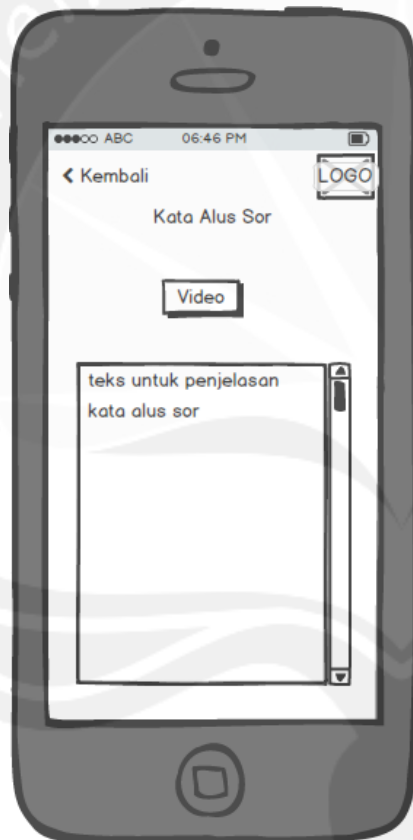 ABC 06:46 PM
Kembali
LOGO
Kata Alus Sor
Video
teks untuk penjelasan
kata alus sor